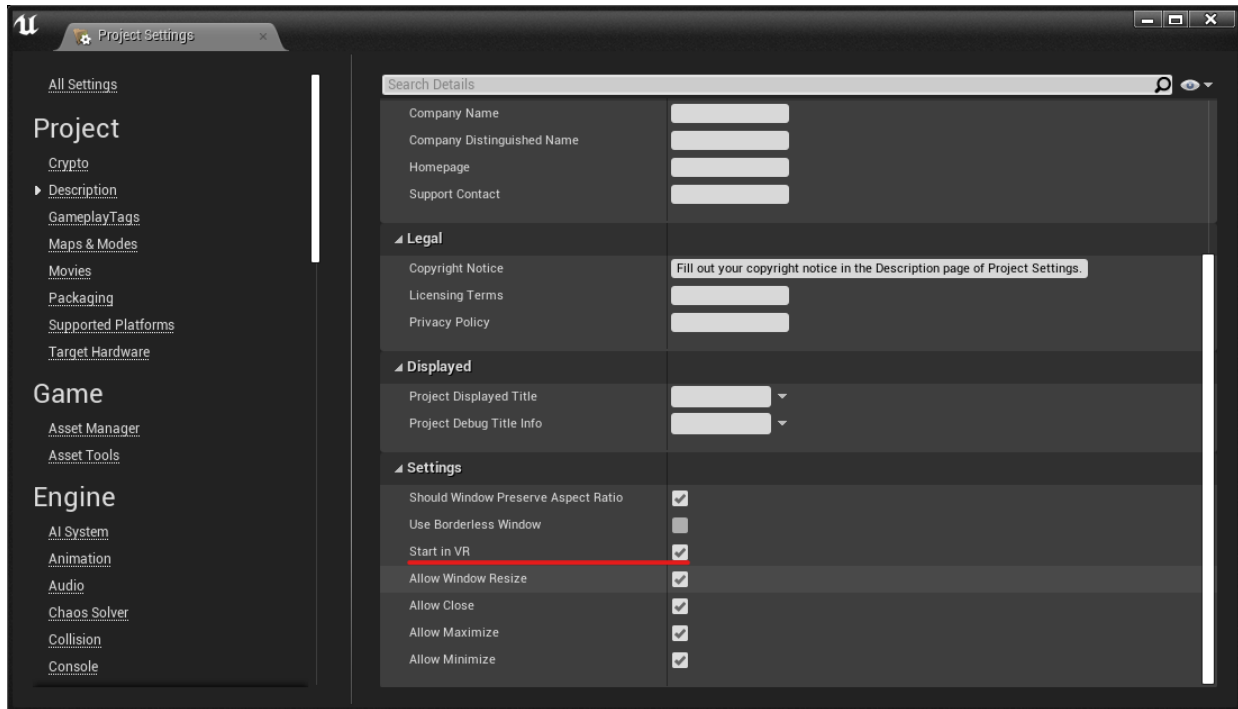 Project Settings
All Settings
Project
Crypto
Description
GameplayTags
Maps & Modes
Movies
Packaging
Supported Platforms
Target Hardware
Game
Asset Manager
Asset Tools
Engine
AI System
Animation
Audio
Chaos Solver
Collision
Console
Search Details
Company Name
Company Distinguished Name
Homepage
Support Contact
Legal
Copyright Notice Fill out your copyright notice in the Description page of Project Settings.
Licensing Terms
Privacy Policy
Displayed
Project Displayed Title
Project Debug Title Info
Settings
Should Window Preserve Aspect Ratio
Use Borderless Window
Start in VR
Allow Window Resize
Allow Close
Allow Maximize
Allow Minimize